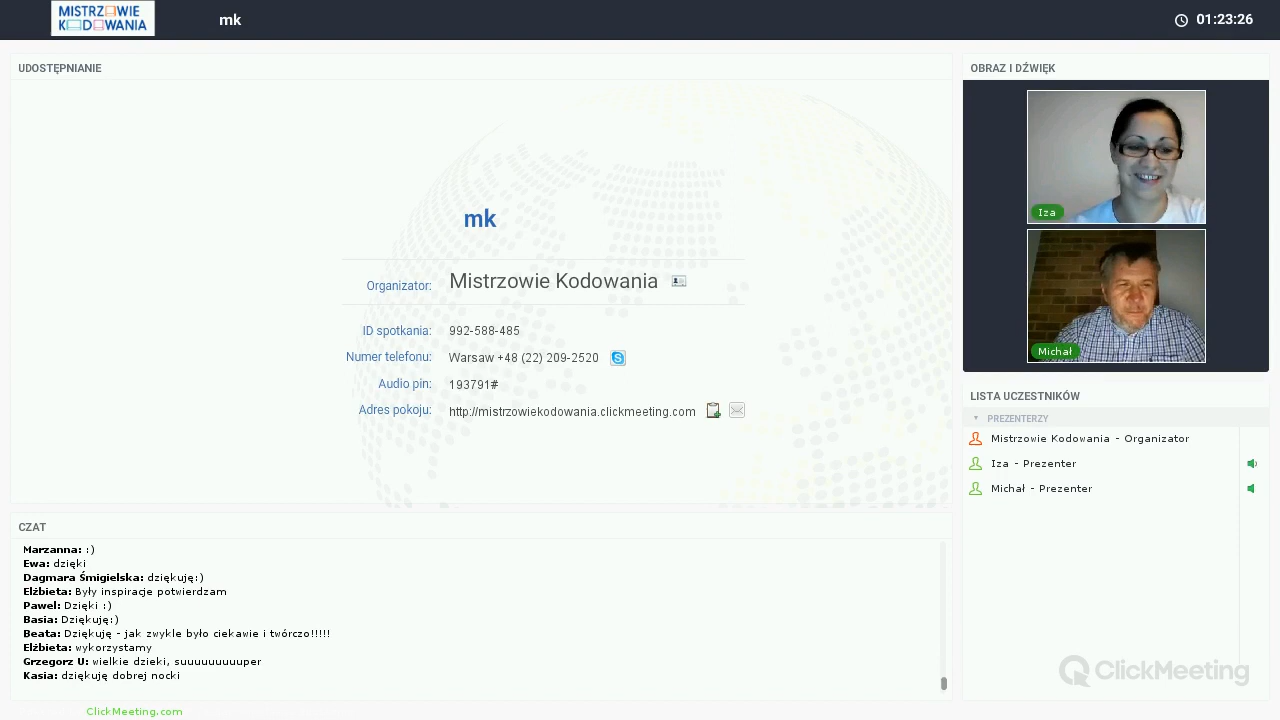 MISTRZOWIE
KODOWANIA
mk
01:23:26
UDOSTĘPNIANIE
mk
Organizator: Mistrzowie Kodowania
ID spotkania: 992-588-485
Numer telefonu: Warsaw +48 (22) 209-2520
Audio pin: 193791#
Adres pokoju: http://mistrzowiekodowania.clickmeeting.com
OBRAZ I DŹWIĘK
Iza
Michał
LISTA UCZESTNIKÓW
PREZENTERZY
Mistrzowie Kodowania - Organizator
Iza - Prezenter
Michał - Prezenter
ClickMeeting
CZAT
Marzanna: :)
Ewa: dzięki
Dagmara Śmigielska: dziękuję:)
Elżbieta: Były inspiracje potwierdzam
Pawel: Dzięki :)
Basia: Dziękuję:)
Beata: Dziękuję - jak zwykle było ciekawie i twórczo!!!!!
Elżbieta: wykorzystamy
Grzegorz U: wielkie dzieki, suuuuuuuuuper
Kasia: dziękuję dobrej nocki
ClickMeeting.com